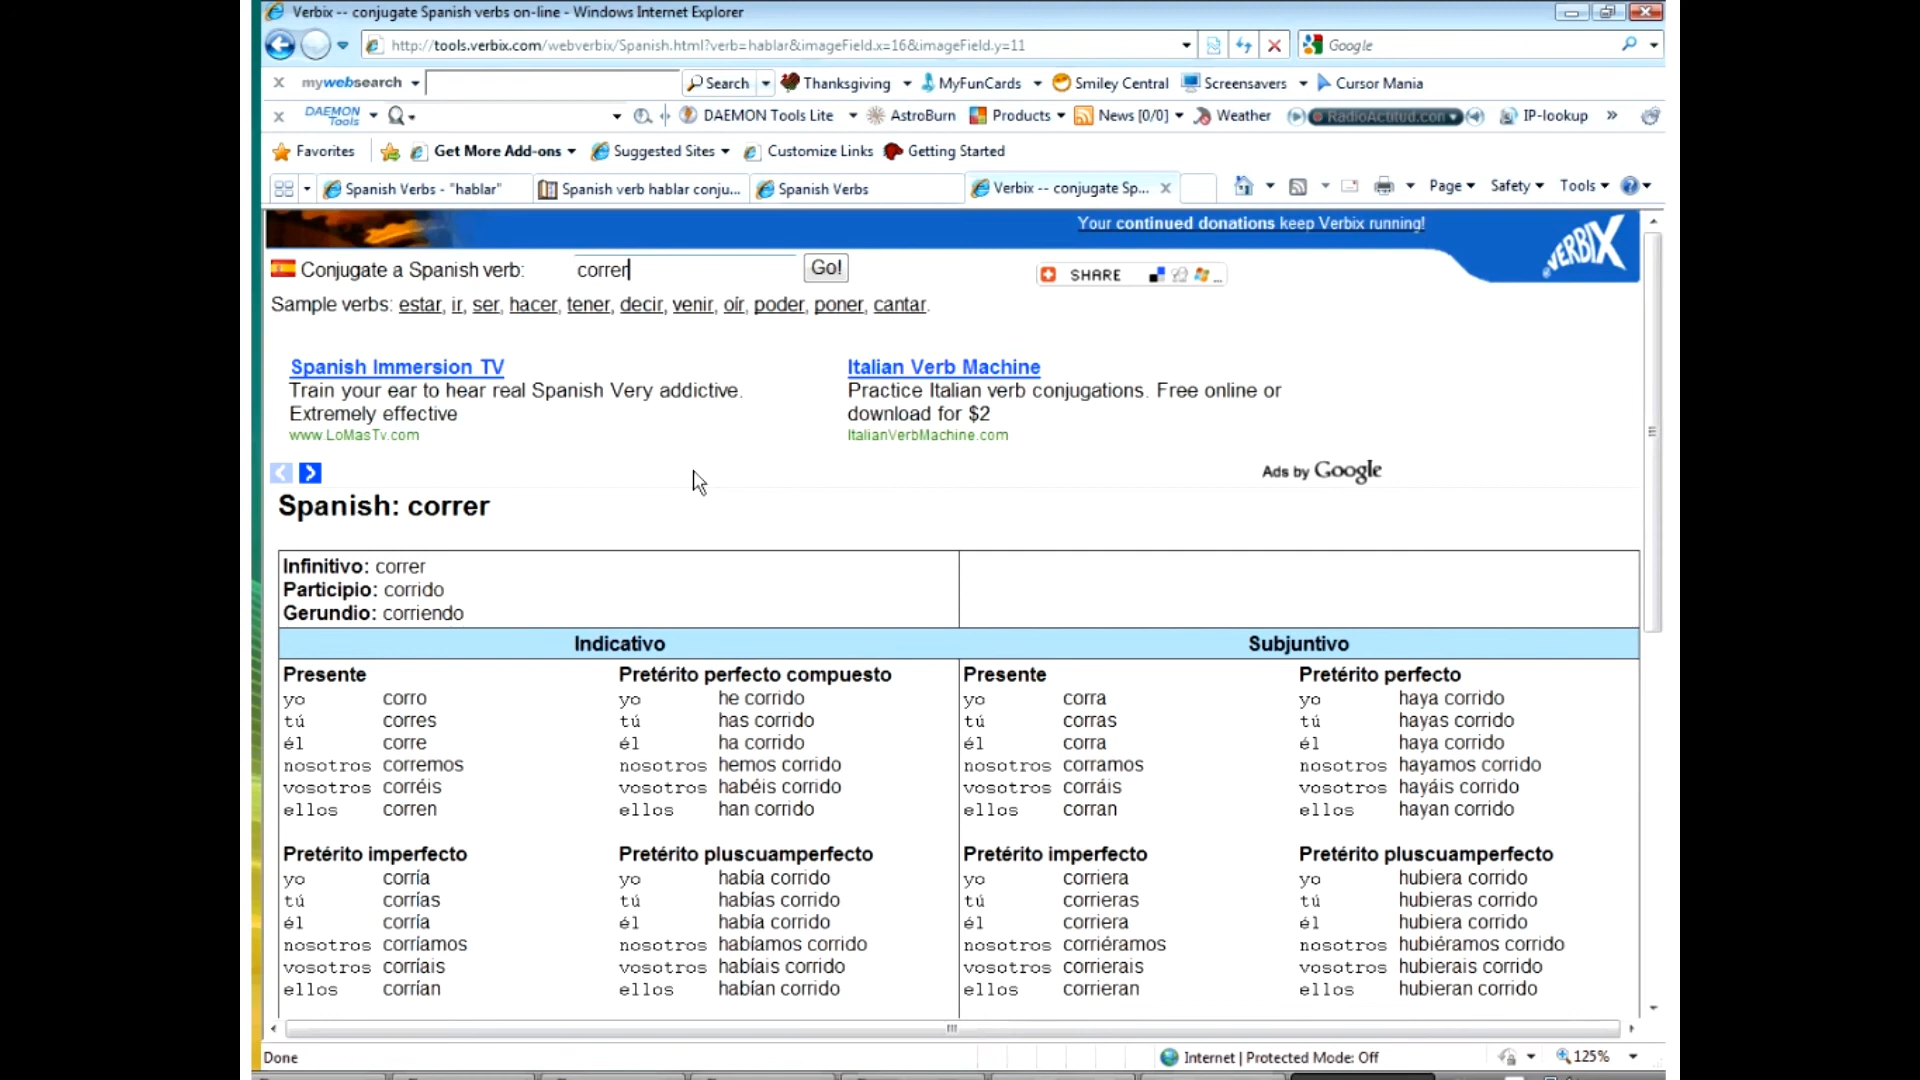 Verbix -- conjugate Spanish verbs on-line - Windows Internet Explorer
http://tools.verbix.com/webverbix/Spanish.html?verb=hablar&imageField.x=16&imageField.y=11
Google
mywebsearch Search Thanksgiving MyFunCards Smiley Central Screensavers Cursor Mania
DAEMON Tools DAEMON Tools Lite AstroBurn Products News [0/0] Weather RadioActitud.com IP-lookup »
Favorites Get More Add-ons Suggested Sites Customize Links Getting Started
Spanish Verbs - "hablar" Spanish verb hablar conju... Spanish Verbs Verbix -- conjugate Sp... Page Safety Tools
Your continued donations keep Verbix running!
VERBIX
Conjugate a Spanish verb: correr Go! SHARE
Sample verbs: estar, ir, ser, hacer, tener, decir, venir, oír, poder, poner, cantar.
Spanish Immersion TV
Train your ear to hear real Spanish Very addictive.
Extremely effective
www.LoMasTv.com
Italian Verb Machine
Practice Italian verb conjugations. Free online or
download for $2
ItalianVerbMachine.com
Ads by Google
Spanish: correr
Infinitivo: correr
Participio: corrido
Gerundio: corriendo
Indicativo
Subjuntivo
Presente
yo corro
tú corres
él corre
nosotros corremos
vosotros corréis
ellos corren
Pretérito perfecto compuesto
yo he corrido
tú has corrido
él ha corrido
nosotros hemos corrido
vosotros habéis corrido
ellos han corrido
Presente
yo corra
tú corras
él corra
nosotros corramos
vosotros corráis
ellos corran
Pretérito perfecto
yo haya corrido
tú hayas corrido
él haya corrido
nosotros hayamos corrido
vosotros hayáis corrido
ellos hayan corrido
Pretérito imperfecto
yo corría
tú corrías
él corría
nosotros corríamos
vosotros corríais
ellos corrían
Pretérito pluscuamperfecto
yo había corrido
tú habías corrido
él había corrido
nosotros habíamos corrido
vosotros habíais corrido
ellos habían corrido
Pretérito imperfecto
yo corriera
tú corrieras
él corriera
nosotros corriéramos
vosotros corrierais
ellos corrieran
Pretérito pluscuamperfecto
yo hubiera corrido
tú hubieras corrido
él hubiera corrido
nosotros hubiéramos corrido
vosotros hubierais corrido
ellos hubieran corrido
Done
Internet | Protected Mode: Off
125%